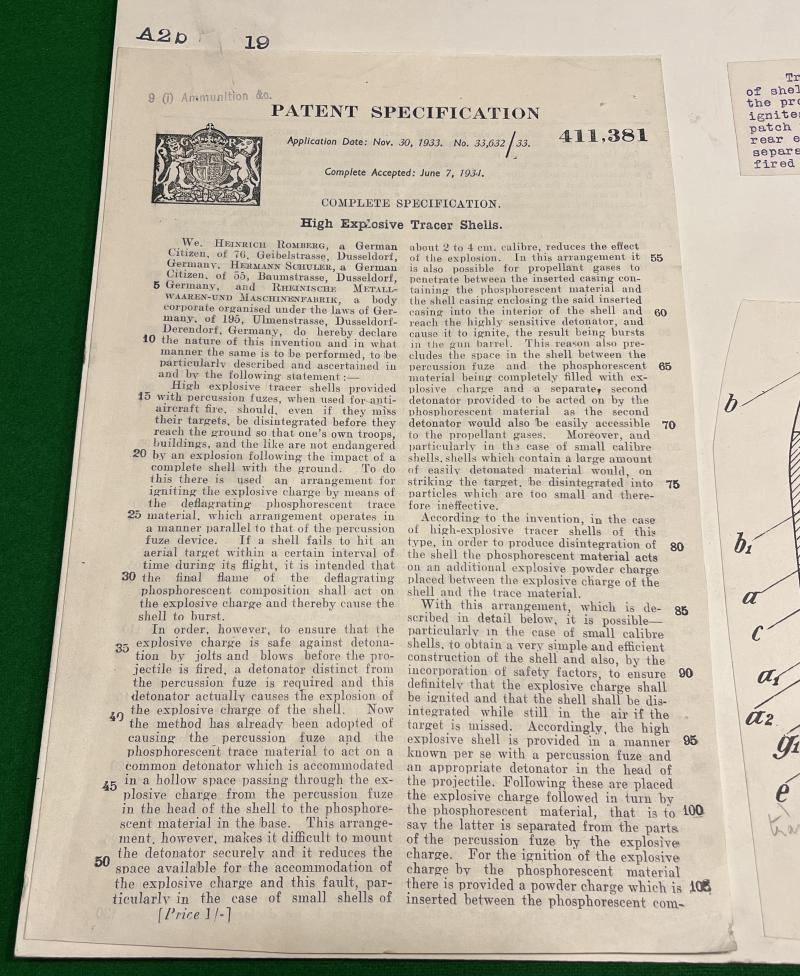 A2b 19
9 (i) Ammunition &c.
PATENT SPECIFICATION
Application Date: Nov. 30, 1933. No. 33,632/33.
411,381
Complete Accepted: June 7, 1934.
COMPLETE SPECIFICATION.
High Explosive Tracer Shells.
We, HEINRICH ROMBERG, a German
Citizen, of 76, Geibelstrasse, Dusseldorf,
Germany, HERMANN SCHULER, a German
Citizen, of 55, Baumstrasse, Dusseldorf,
5 Germany, and RHEINISCHE METALL-
WAAREN-UND MASCHINENFABRIK, a body
corporate organised under the laws of Ger-
many, of 195, Ulmenstrasse, Dusseldorf-
Derendorf, Germany, do hereby declare
10 the nature of this invention and in what
manner the same is to be performed, to be
particularly described and ascertained in
and by the following statement:—
High explosive tracer shells provided
15 with percussion fuzes, when used for anti-
aircraft fire, should, even if they miss
their targets, be disintegrated before they
reach the ground so that one's own troops,
buildings, and the like are not endangered
20 by an explosion following the impact of a
complete shell with the ground. To do
this there is used an arrangement for
igniting the explosive charge by means of
the deflagrating phosphorescent trace
25 material, which arrangement operates in
a manner parallel to that of the percussion
fuze device. If a shell fails to hit an
aerial target within a certain interval of
time during its flight, it is intended that
30 the final flame of the deflagrating
phosphorescent composition shall act on
the explosive charge and thereby cause the
shell to burst.
In order, however, to ensure that the
35 explosive charge is safe against detona-
tion by jolts and blows before the pro-
jectile is fired, a detonator distinct from
the percussion fuze is required and this
detonator actually causes the explosion of
40 the explosive charge of the shell. Now
the method has already been adopted of
causing the percussion fuze and the
phosphorescent trace material to act on a
common detonator which is accommodated
45 in a hollow space passing through the ex-
plosive charge from the percussion fuze
in the head of the shell to the phosphore-
scent material in the base. This arrange-
ment, however, makes it difficult to mount
50 the detonator securely and it reduces the
space available for the accommodation of
the explosive charge and this fault, par-
ticularly in the case of small shells of
[Price 1/-]
about 2 to 4 cm. calibre, reduces the effect
of the explosion. In this arrangement it 55
is also possible for propellant gases to
penetrate between the inserted casing con-
taining the phosphorescent material and
the shell casing enclosing the said inserted
casing into the interior of the shell and 60
reach the highly sensitive detonator, and
cause it to ignite, the result being bursts
in the gun barrel. This reason also pre-
cludes the space in the shell between the
percussion fuze and the phosphorescent 65
material being completely filled with ex-
plosive charge and a separate, second
detonator provided to be acted on by the
phosphorescent material as the second
detonator would also be easily accessible 70
to the propellant gases. Moreover, and
particularly in the case of small calibre
shells, shells which contain a large amount
of easily detonated material would, on
striking the target, be disintegrated into 75
particles which are too small and there-
fore ineffective.
According to the invention, in the case
of high-explosive tracer shells of this
type, in order to produce disintegration of 80
the shell the phosphorescent material acts
on an additional explosive powder charge
placed between the explosive charge of the
shell and the trace material.
With this arrangement, which is de- 85
scribed in detail below, it is possible—
particularly in the case of small calibre
shells, to obtain a very simple and efficient
construction of the shell and also, by the
incorporation of safety factors, to ensure 90
definitely that the explosive charge shall
be ignited and that the shell shall be dis-
integrated while still in the air if the
target is missed. Accordingly, the high
explosive shell is provided in a manner 95
known per se with a percussion fuze and
an appropriate detonator in the head of
the projectile. Following these are placed
the explosive charge followed in turn by
the phosphorescent material, that is to 100
say the latter is separated from the parts
of the percussion fuze by the explosive
charge. For the ignition of the explosive
charge by the phosphorescent material
there is provided a powder charge which is 105
inserted between the phosphorescent com-
Tr
of shel
the pro
ignite
patch
rear e
separa
fired
b
b1
a
c
a1
a2
g1
e